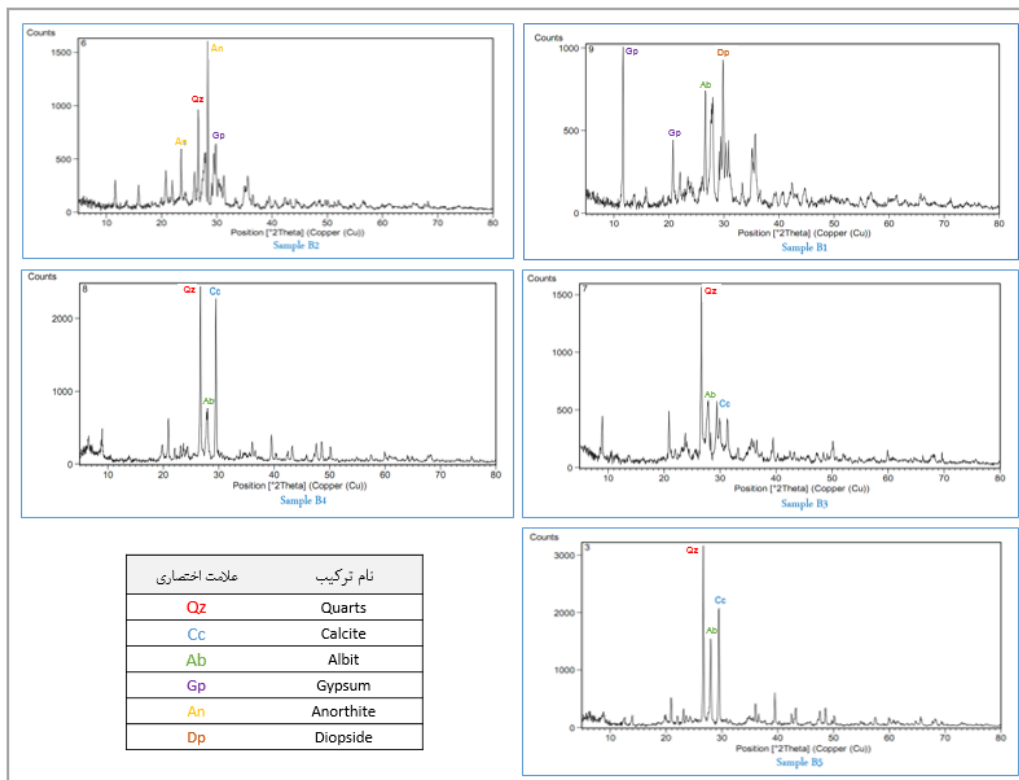 Counts
6
1500
1000
500
0
An
Qz
An
Gp
10 20 30 40 50 60 70 80
Position [°2Theta] (Copper (Cu))
Sample B2
Counts
9
1000
500
0
Gp
Dp
Ab
Gp
10 20 30 40 50 60 70 80
Position [°2Theta] (Copper (Cu))
Sample B1
Counts
8
2000
1000
0
Qz
Cc
Ab
10 20 30 40 50 60 70 80
Position [°2Theta] (Copper (Cu))
Sample B4
Counts
7
1500
1000
500
0
Qz
Ab
Cc
10 20 30 40 50 60 70 80
Position [°2Theta] (Copper (Cu))
Sample B3
علامت اختصاری نام ترکیب
Qz Quarts
Cc Calcite
Ab Albit
Gp Gypsum
An Anorthite
Dp Diopside
Counts
3
3000
2000
1000
0
Qz
Cc
Ab
10 20 30 40 50 60 70 80
Position [°2Theta] (Copper (Cu))
Sample B5